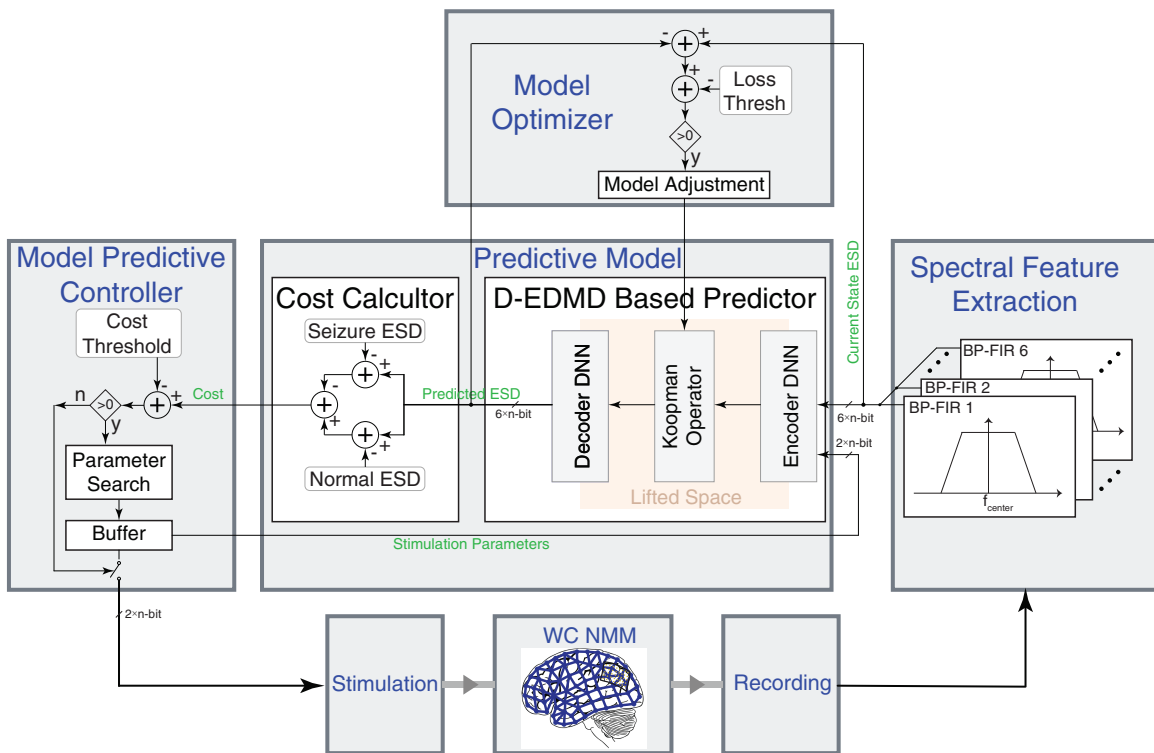 - +
+
Model
Optimizer
+
-
+
Loss
Thresh
>0
y
Model Adjustment
Model Predictive
Controller
Cost
Threshold
-
+
+
n
>0
y
Parameter
Search
Buffer
2×n-bit
Cost
Predictive Model
Cost Calcultor
Seizure ESD
-
+
+
-
+
+
+
-
+
Normal ESD
Predicted ESD
6×n-bit
D-EDMD Based Predictor
Decoder DNN
Koopman
Operator
Encoder DNN
Lifted Space
Stimulation Parameters
Current State ESD
6×n-bit
2×n-bit
Spectral Feature
Extraction
BP-FIR 6
BP-FIR 2
BP-FIR 1
fcenter
Stimulation
WC NMM
Recording